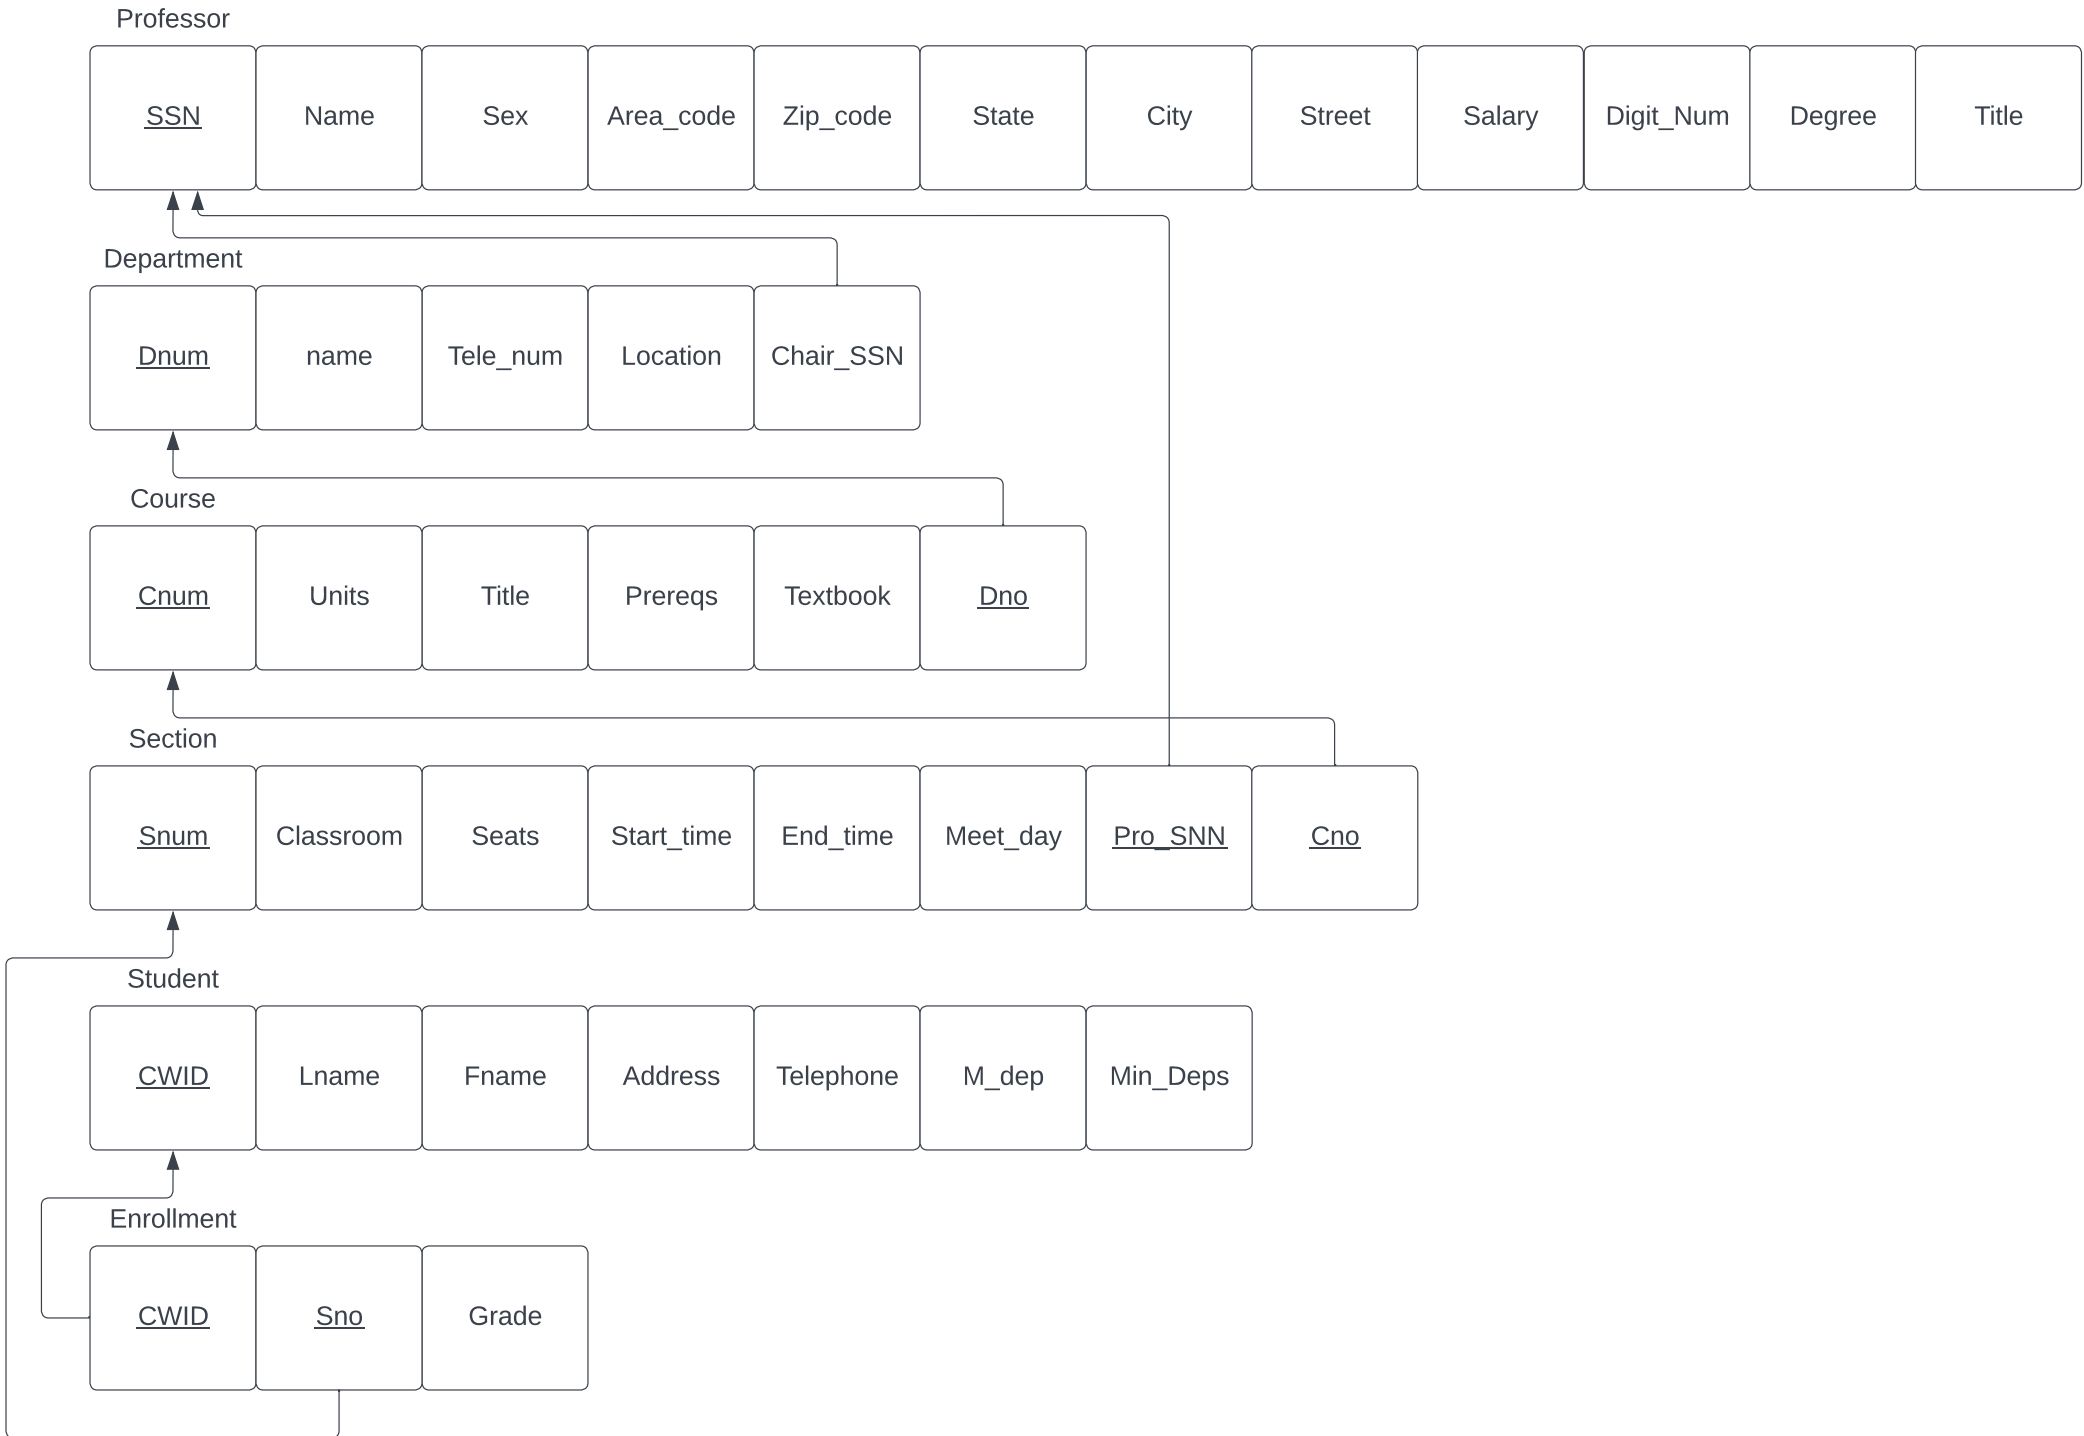 Professor
SSN Name Sex Area_code Zip_code State City Street Salary Digit_Num Degree Title
Department
Dnum name Tele_num Location Chair_SSN
Course
Cnum Units Title Prereqs Textbook Dno
Section
Snum Classroom Seats Start_time End_time Meet_day Pro_SNN Cno
Student
CWID Lname Fname Address Telephone M_dep Min_Deps
Enrollment
CWID Sno Grade